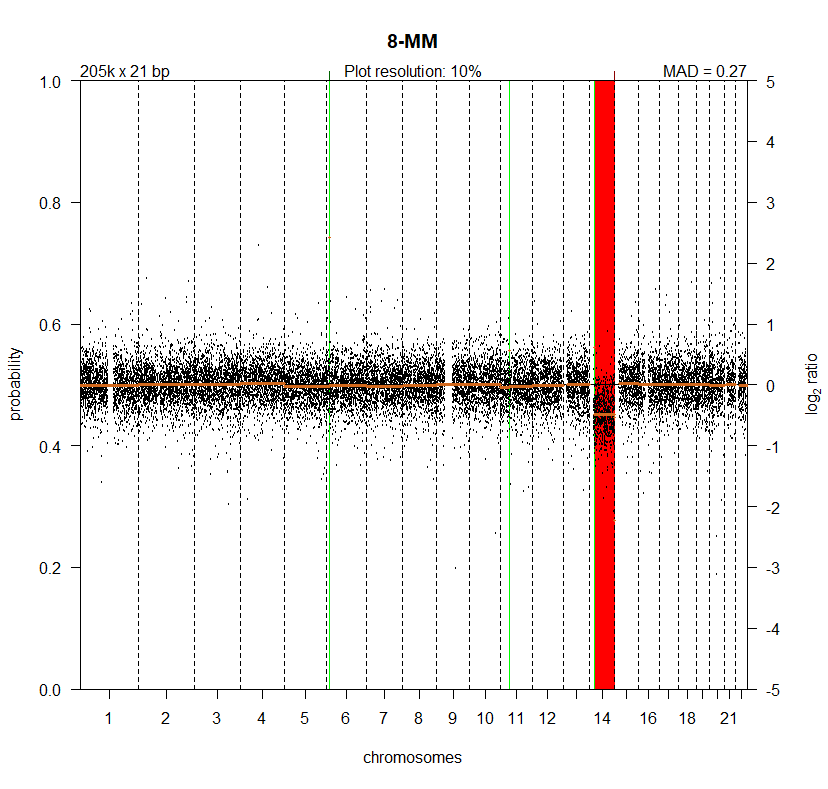 8-MM
205k x 21 bp Plot resolution: 10% MAD = 0.27
1.0 5
4
0.8 3
2
0.6 1
0
0.4 -1
-2
0.2 -3
-4
0.0 -5
probability
log2 ratio
1 2 3 4 5 6 7 8 9 10 11 12 14 16 18 21
chromosomes